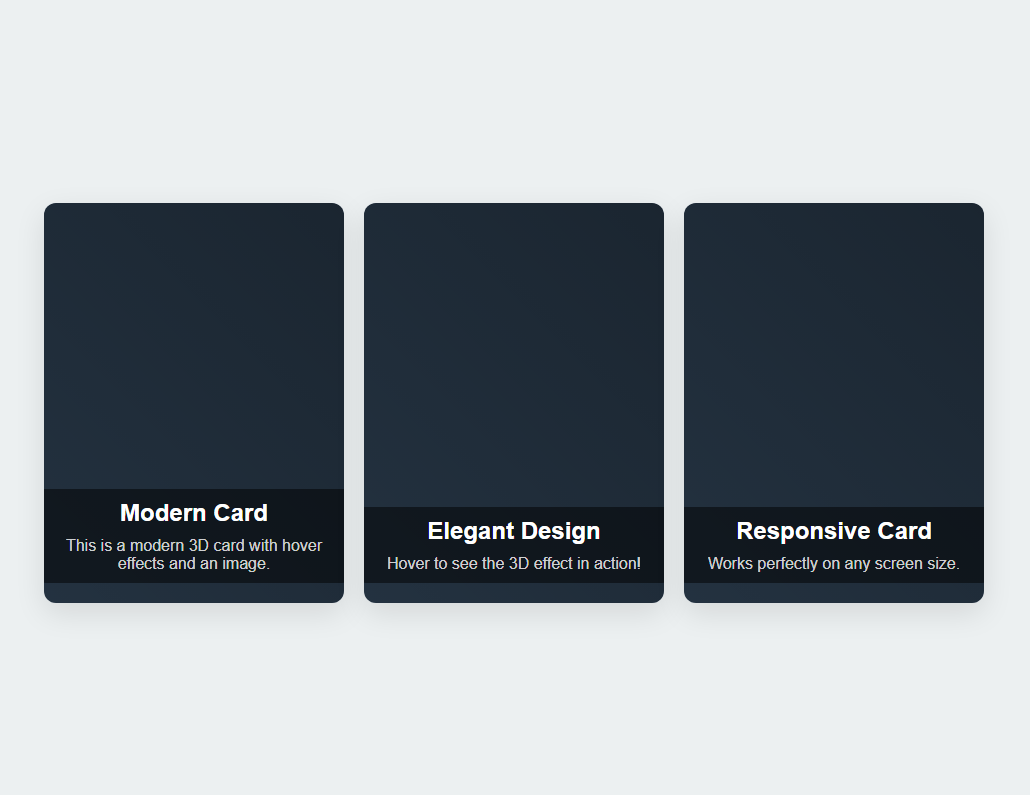 Modern Card
This is a modern 3D card with hover
effects and an image.
Elegant Design
Hover to see the 3D effect in action!
Responsive Card
Works perfectly on any screen size.